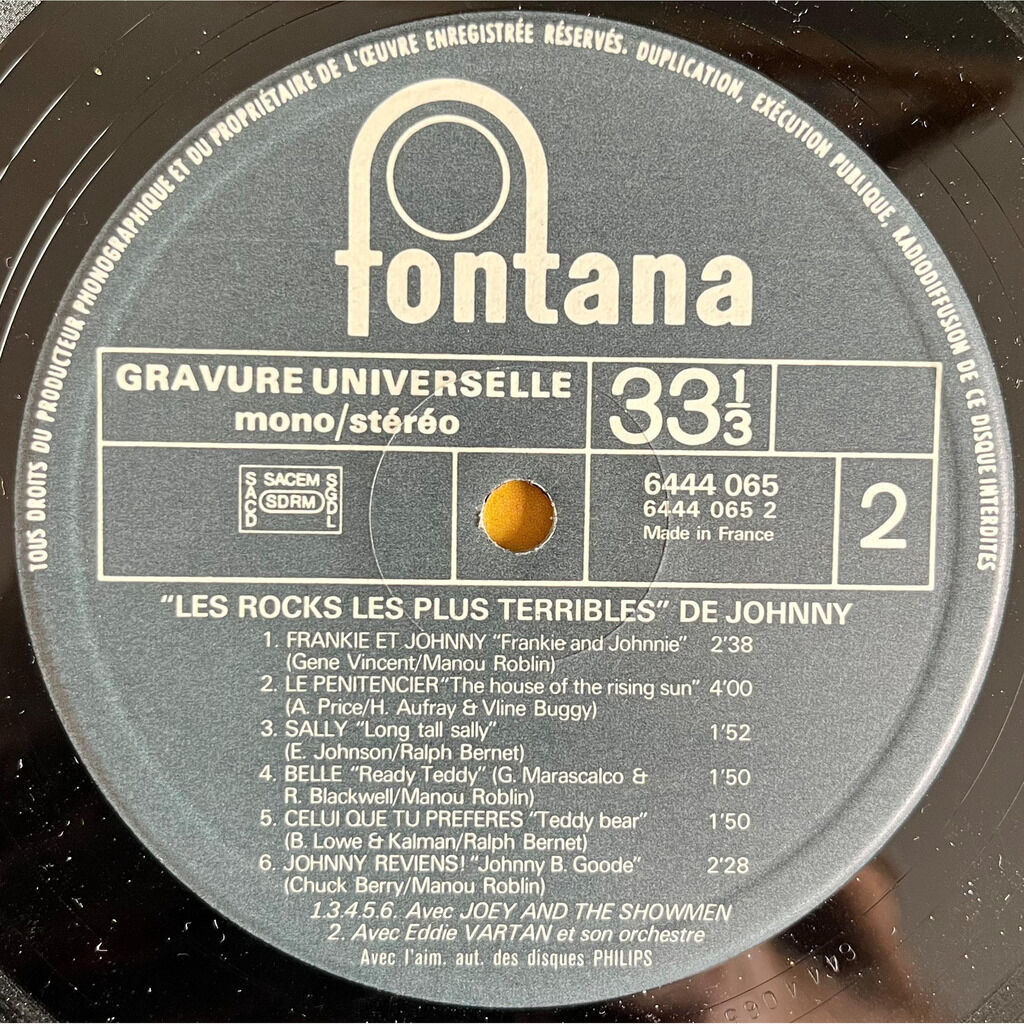 TOUS DROITS DU PRODUCTEUR PHONOGRAPHIQUE ET DU PROPRIÉTAIRE DE L'ŒUVRE ENREGISTRÉE RÉSERVÉS. DUPLICATION, EXÉCUTION PUBLIQUE, RADIODIFFUSION DE CE DISQUE INTERDITES
fontana
GRAVURE UNIVERSELLE
mono/stéréo
33 1/3
SACEM
SACD
SDRM
SGDL
6444 065
6444 065 2
Made in France
2
"LES ROCKS LES PLUS TERRIBLES" DE JOHNNY
1. FRANKIE ET JOHNNY "Frankie and Johnnie" 2'38
(Gene Vincent/Manou Roblin)
2. LE PENITENCIER "The house of the rising sun" 4'00
(A. Price/H. Aufray & Vline Buggy)
3. SALLY "Long tall sally" 1'52
(E. Johnson/Ralph Bernet)
4. BELLE "Ready Teddy" (G. Marascalco & 1'50
R. Blackwell/Manou Roblin)
5. CELUI QUE TU PREFERES "Teddy bear" 1'50
(B. Lowe & Kalman/Ralph Bernet)
6. JOHNNY REVIENS! "Johnny B. Goode" 2'28
(Chuck Berry/Manou Roblin)
1.3.4.5.6. Avec JOEY AND THE SHOWMEN
2. Avec Eddie VARTAN et son orchestre
Avec l'aim. aut. des disques PHILIPS
644 4065